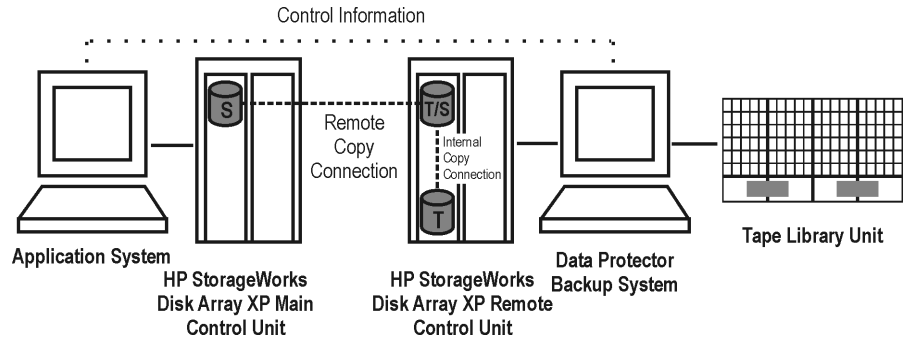 Control Information
S
T/S
Remote
Copy
Connection
Internal
Copy
Connection
T
Application System
HP StorageWorks
Disk Array XP Main
Control Unit
HP StorageWorks
Disk Array XP Remote
Control Unit
Data Protector
Backup System
Tape Library Unit